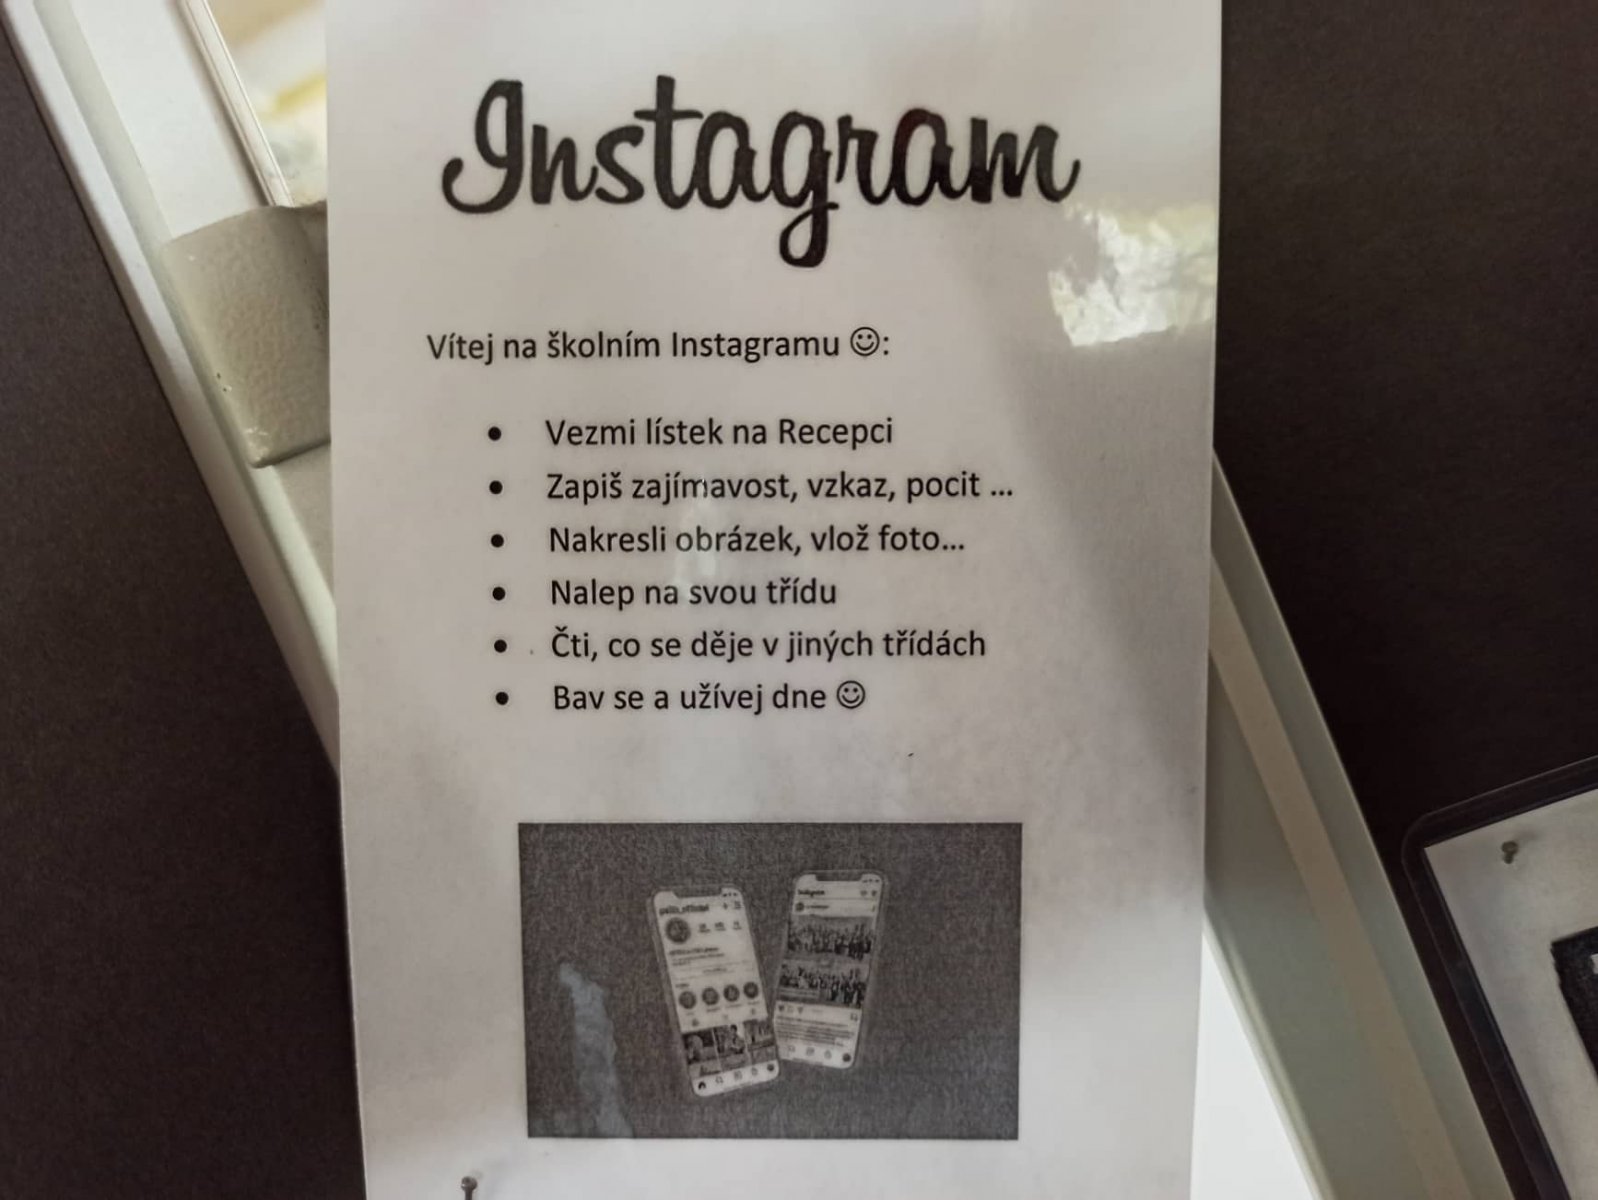 Instagram
Vítej na školním Instagramu ☺:
• Vezmi lístek na Recepci
• Zapiš zajímavost, vzkaz, pocit ...
• Nakresli obrázek, vlož foto...
• Nalep na svou třídu
• Čti, co se děje v jiných třídách
• Bav se a užívej dne ☺
Instagram